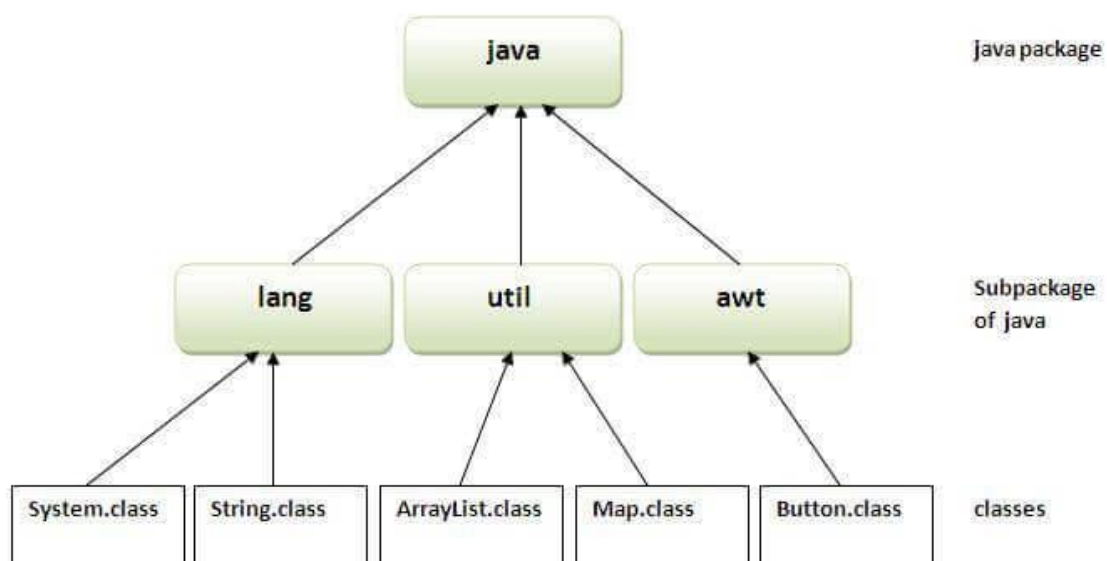 java
java package
lang
util
awt
Subpackage
of java
System.class
String.class
ArrayList.class
Map.class
Button.class
classes